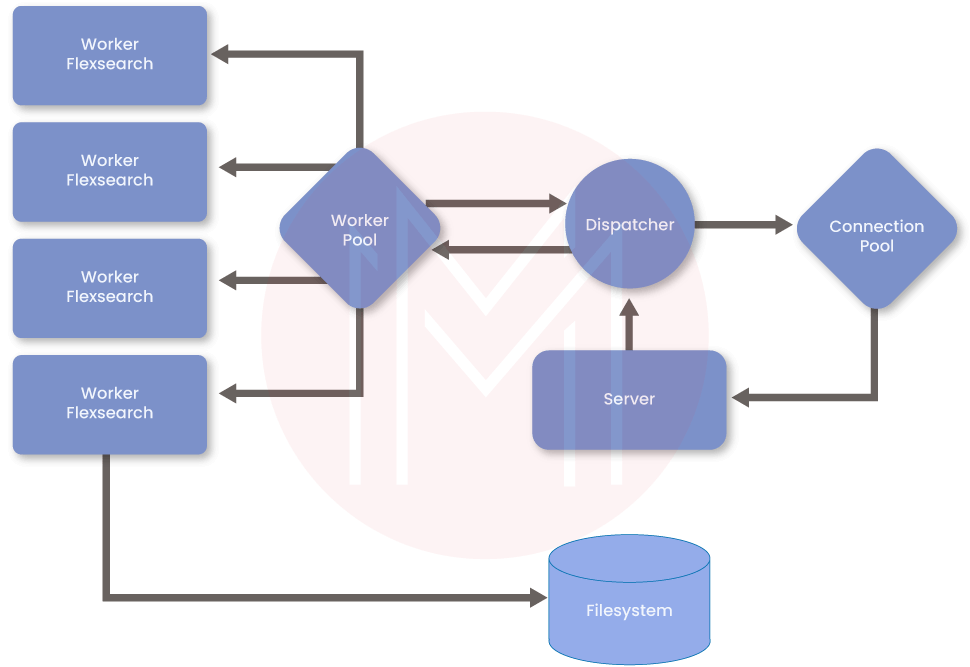 Worker
Flexsearch
Worker
Flexsearch
Worker
Flexsearch
Worker
Flexsearch
Worker
Pool
Dispatcher
Connection
Pool
Server
Filesystem